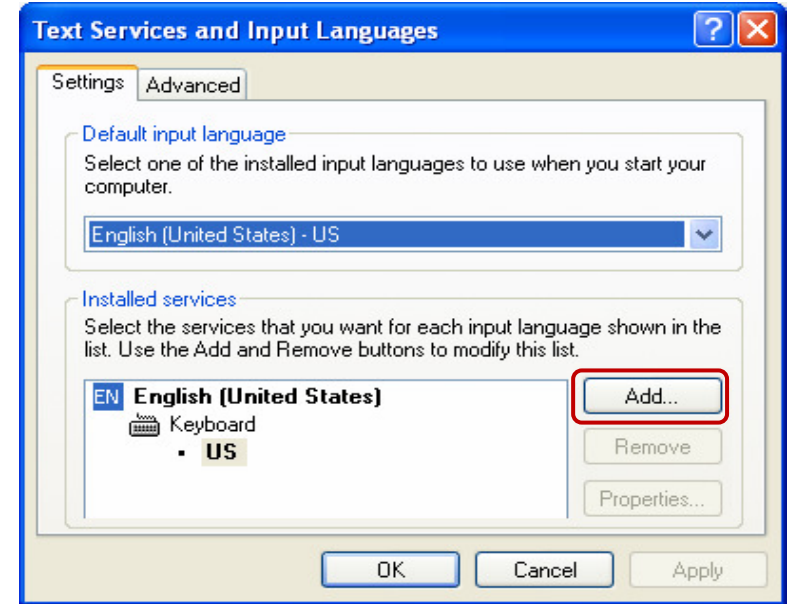 Text Services and Input Languages
Settings
Advanced
Default input language
Select one of the installed input languages to use when you start your
computer.
English (United States) - US
Installed services
Select the services that you want for each input language shown in the
list. Use the Add and Remove buttons to modify this list.
EN English (United States)
Keyboard
US
Add...
Remove
Properties...
OK
Cancel
Apply